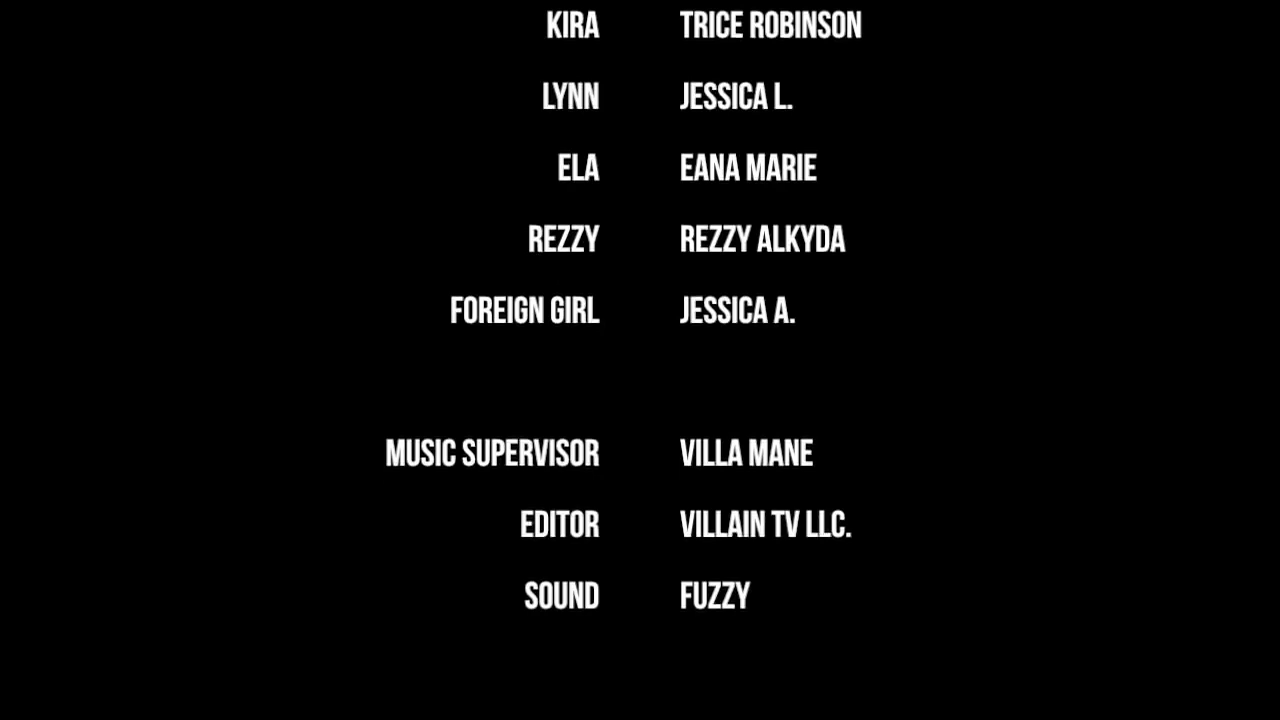 KIRA TRICE ROBINSON
LYNN JESSICA L.
ELA EANA MARIE
REZZY REZZY ALKYDA
FOREIGN GIRL JESSICA A.
MUSIC SUPERVISOR VILLA MANE
EDITOR VILLAIN TV LLC.
SOUND FUZZY